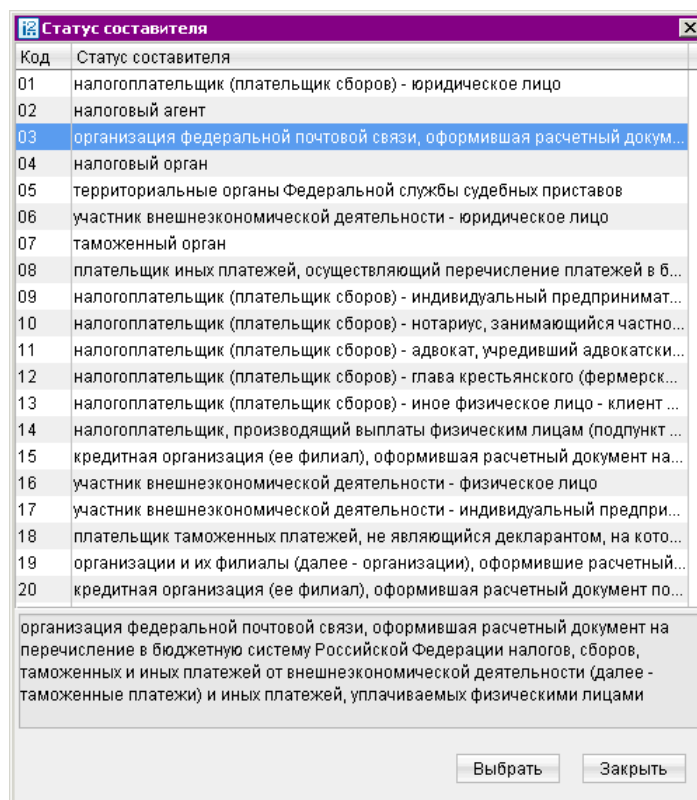 Статус составителя
Код Статус составителя
01 налогоплательщик (плательщик сборов) - юридическое лицо
02 налоговый агент
03 организация федеральной почтовой связи, оформившая расчетный докум...
04 налоговый орган
05 территориальные органы Федеральной службы судебных приставов
06 участник внешнеэкономической деятельности - юридическое лицо
07 таможенный орган
08 плательщик иных платежей, осуществляющий перечисление платежей в б...
09 налогоплательщик (плательщик сборов) - индивидуальный предпринимат...
10 налогоплательщик (плательщик сборов) - нотариус, занимающийся частно...
11 налогоплательщик (плательщик сборов) - адвокат, учредивший адвокатски...
12 налогоплательщик (плательщик сборов) - глава крестьянского (фермерск...
13 налогоплательщик (плательщик сборов) - иное физическое лицо - клиент ...
14 налогоплательщик, производящий выплаты физическим лицам (подпункт ...
15 кредитная организация (ее филиал), оформившая расчетный документ на...
16 участник внешнеэкономической деятельности - физическое лицо
17 участник внешнеэкономической деятельности - индивидуальный предпри...
18 плательщик таможенных платежей, не являющийся декларантом, на кото...
19 организации и их филиалы (далее - организации), оформившие расчетный...
20 кредитная организация (ее филиал), оформившая расчетный документ по...
организация федеральной почтовой связи, оформившая расчетный документ на
перечисление в бюджетную систему Российской Федерации налогов, сборов,
таможенных и иных платежей от внешнеэкономической деятельности (далее -
таможенные платежи) и иных платежей, уплачиваемых физическими лицами
Выбрать Закрыть